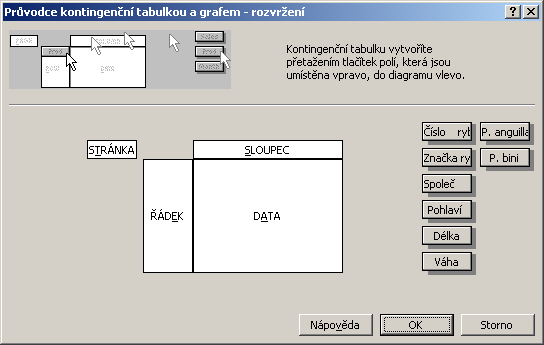 Průvodce kontingenční tabulkou a grafem - rozvržení
Kontingenční tabulku vytvoříte
přetažením tlačítek polí, která jsou
umístěna vpravo, do diagramu vlevo.
STRÁNKA
SLOUPEC
ŘÁDEK
DATA
Číslo ryb
P. anguilla
Značka ry
P. bini
Společ
Pohlaví
Délka
Váha
Nápověda
OK
Storno